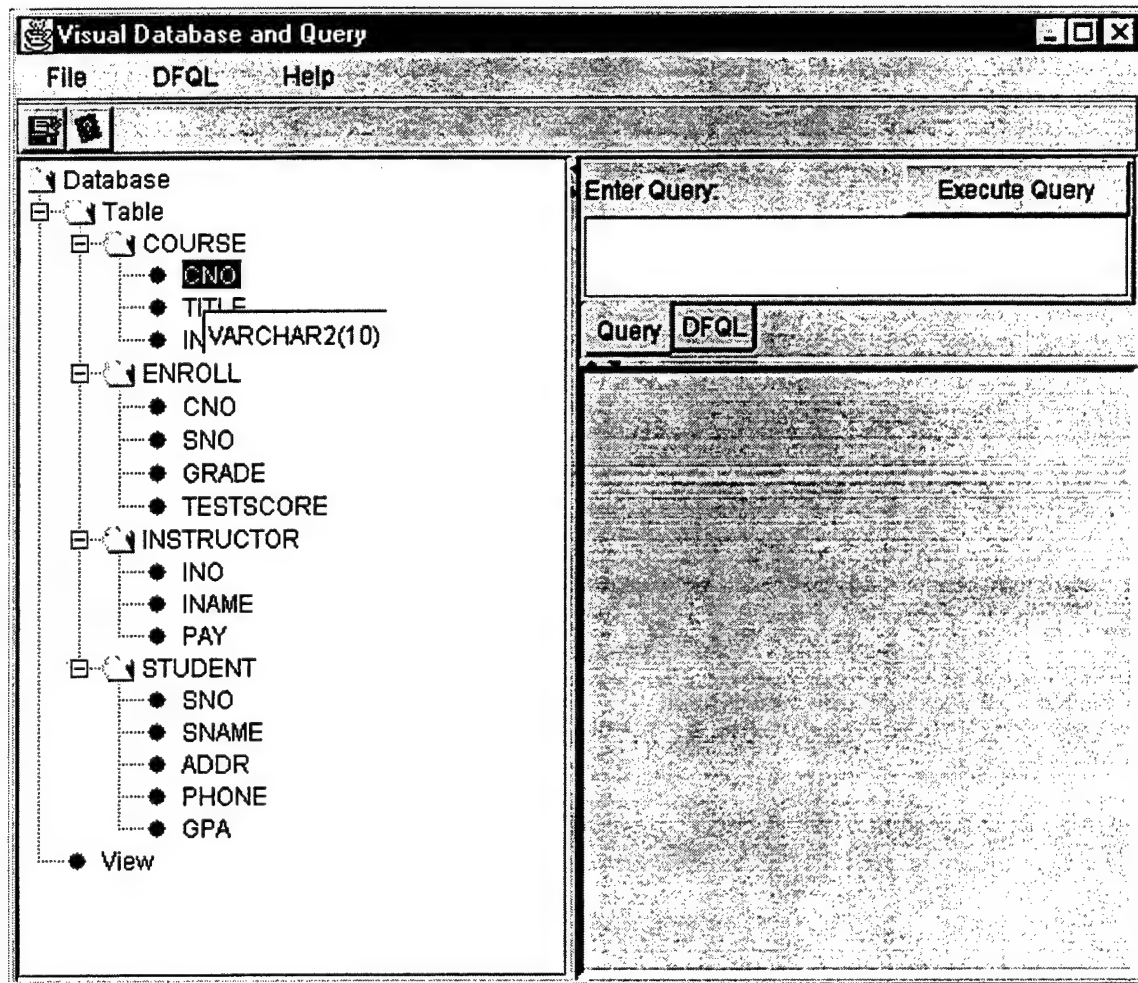 Visual Database and Query
File DFQL Help
Database
Table
COURSE
CNO
TITLE
IN
VARCHAR2(10)
ENROLL
CNO
SNO
GRADE
TESTSCORE
INSTRUCTOR
INO
INAME
PAY
STUDENT
SNO
SNAME
ADDR
PHONE
GPA
View
Enter Query: Execute Query
Query DFQL